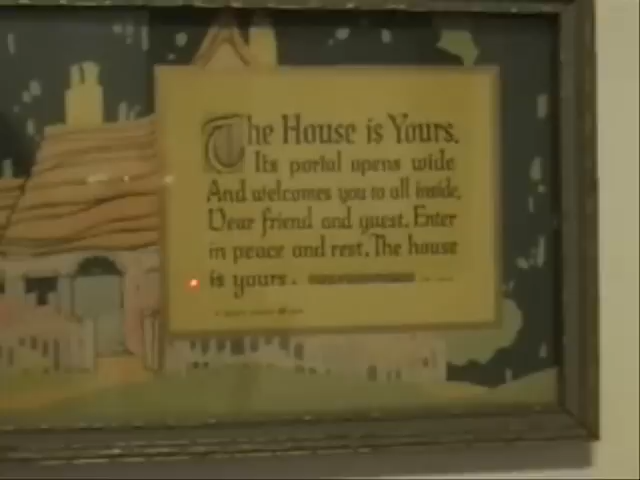 The House is Yours.
Its portal opens wide
And welcomes you to all inside,
Dear friend and guest. Enter
in peace and rest. The house
is yours.